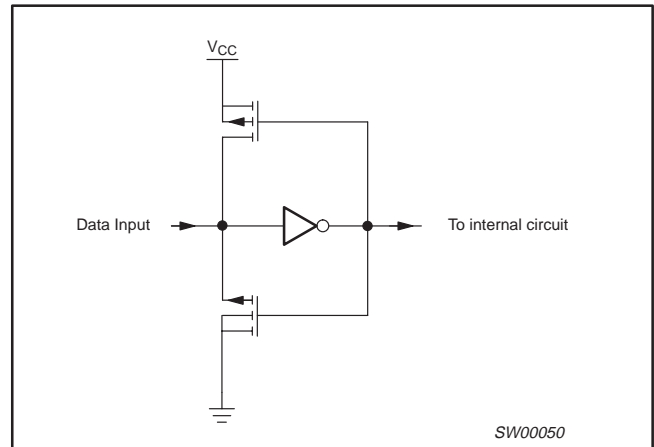 VCC
Data Input
To internal circuit
SW00050